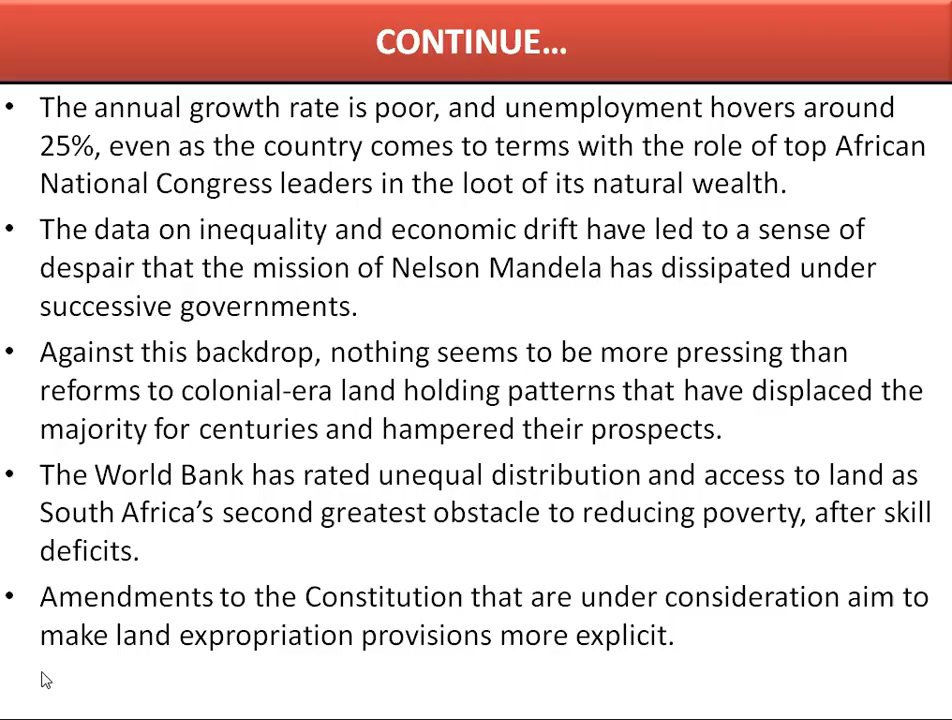 CONTINUE...
• The annual growth rate is poor, and unemployment hovers around
25%, even as the country comes to terms with the role of top African
National Congress leaders in the loot of its natural wealth.
• The data on inequality and economic drift have led to a sense of
despair that the mission of Nelson Mandela has dissipated under
successive governments.
• Against this backdrop, nothing seems to be more pressing than
reforms to colonial-era land holding patterns that have displaced the
majority for centuries and hampered their prospects.
• The World Bank has rated unequal distribution and access to land as
South Africa’s second greatest obstacle to reducing poverty, after skill
deficits.
• Amendments to the Constitution that are under consideration aim to
make land expropriation provisions more explicit.